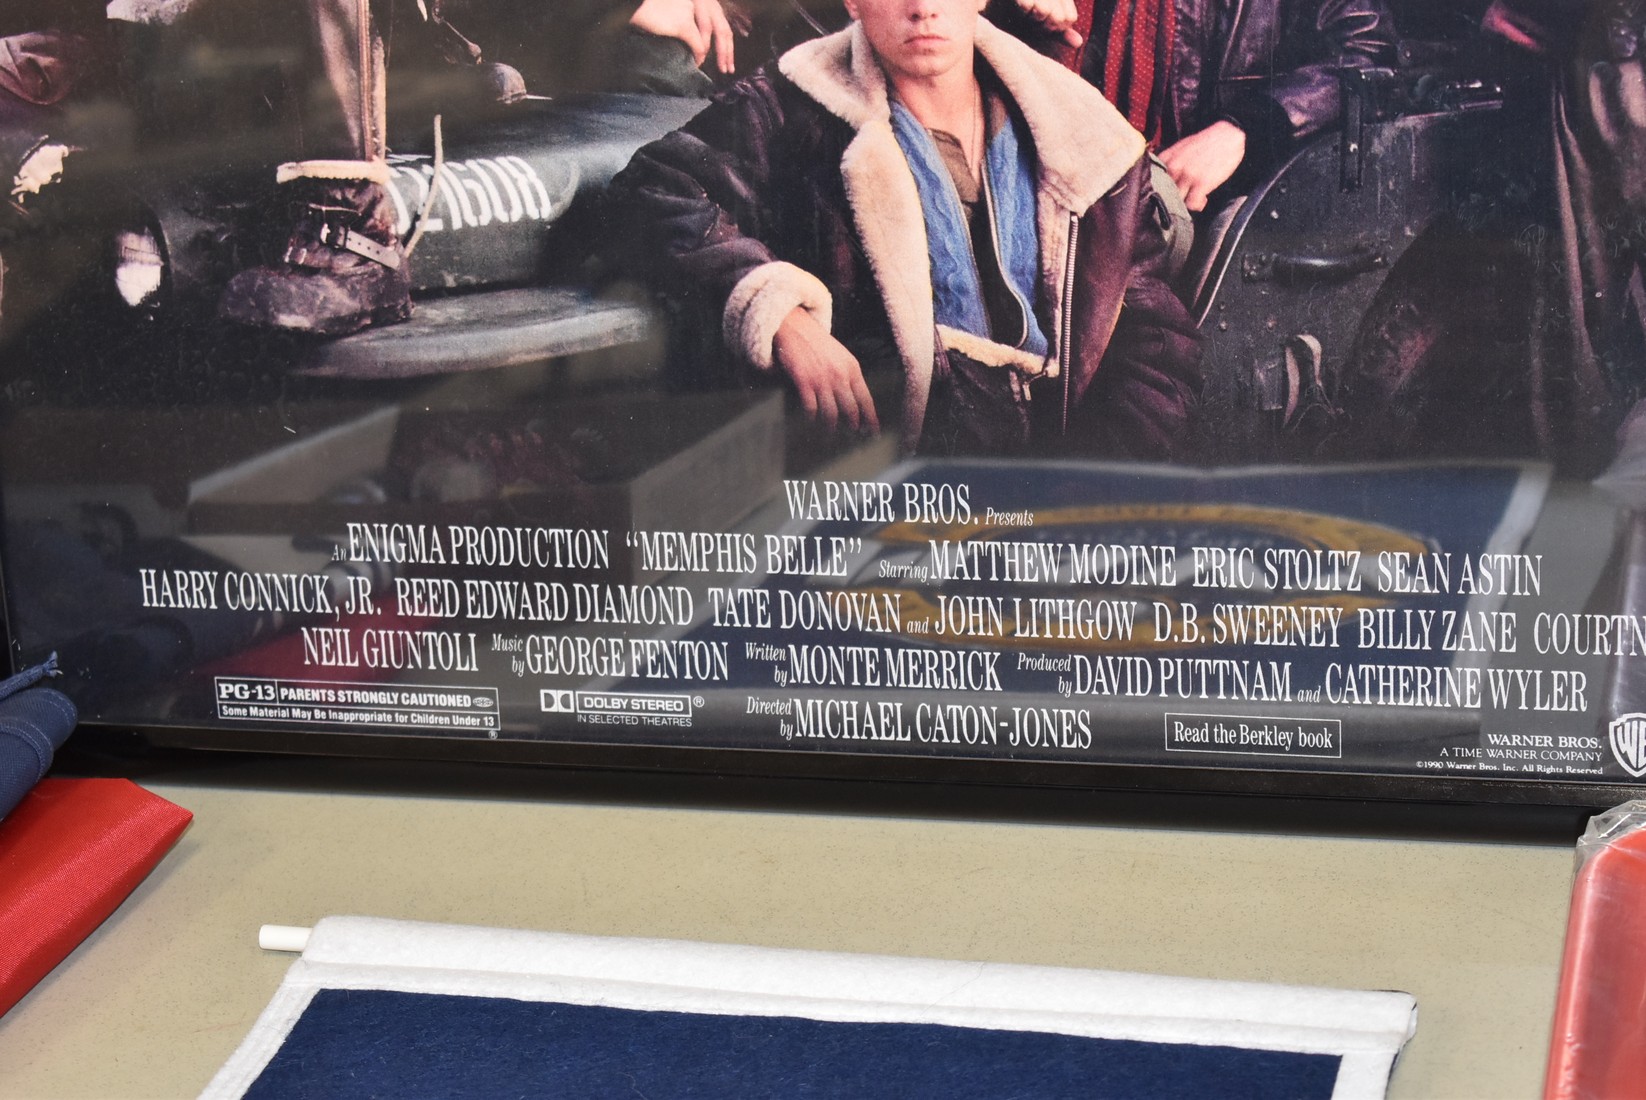 021608
WARNER BROS. Presents
An ENIGMA PRODUCTION “MEMPHIS BELLE” Starring MATTHEW MODINE ERIC STOLTZ SEAN ASTIN
HARRY CONNICK, JR. REED EDWARD DIAMOND TATE DONOVAN and JOHN LITHGOW D.B. SWEENEY BILLY ZANE COURTN
NEIL GIUNTOLI Music by GEORGE FENTON Written by MONTE MERRICK Produced by DAVID PUTTNAM and CATHERINE WYLER
Directed by MICHAEL CATON-JONES
PG-13 PARENTS STRONGLY CAUTIONED
Some Material May Be Inappropriate for Children Under 13 ®
DOLBY STEREO ®
IN SELECTED THEATRES
Read the Berkley book
WARNER BROS.
A TIME WARNER COMPANY
©1990 Warner Bros. Inc. All Rights Reserved
WB